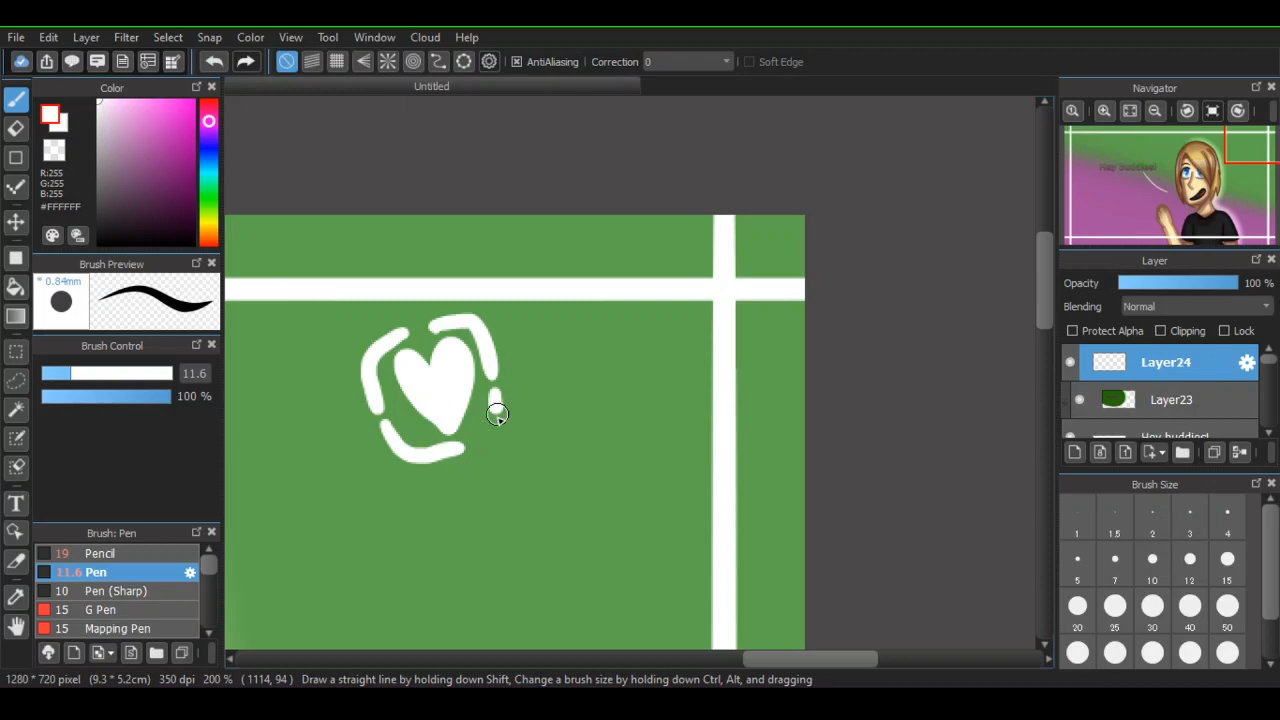 File Edit Layer Filter Select Snap Color View Tool Window Cloud Help
AntiAliasing Correction 0 Soft Edge
Color
Untitled
Navigator
R:255
G:255
B:255
#FFFFFF
Hey buddies!
Brush Preview
0.84mm
Layer
Opacity 100 %
Blending Normal
Protect Alpha Clipping Lock
Brush Control
11.6
100 %
Layer24
Layer23
Hey buddies!
Brush Size
1 1.5 2 3 4
5 7 10 12 15
20 25 30 40 50
Brush: Pen
19 Pencil
11.6 Pen
10 Pen (Sharp)
15 G Pen
15 Mapping Pen
1280 * 720 pixel (9.3 * 5.2cm) 350 dpi 200 % ( 1114, 94 ) Draw a straight line by holding down Shift, Change a brush size by holding down Ctrl, Alt, and dragging